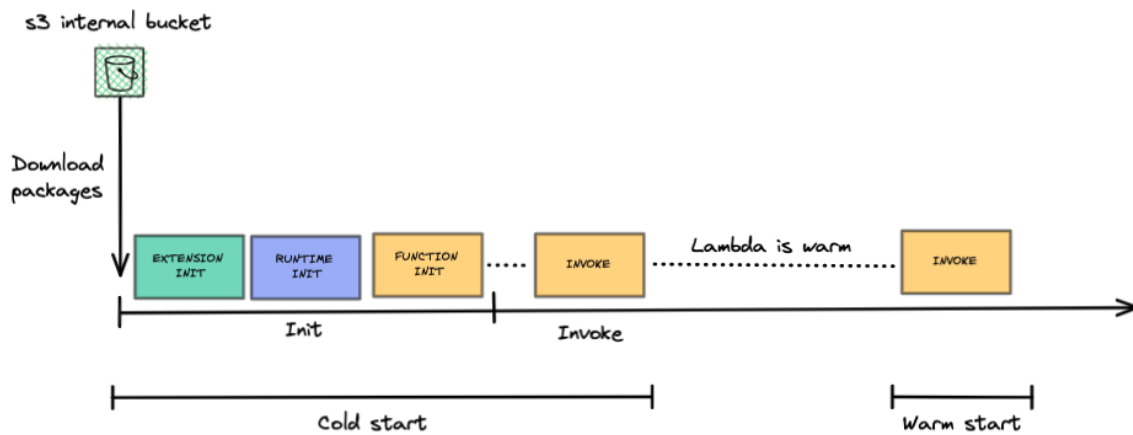 s3 internal bucket
Download
packages
EXTENSION
INIT
RUNTIME
INIT
FUNCTION
INIT
INVOKE
Lambda is warm
INVOKE
Init
Invoke
Cold start
Warm start